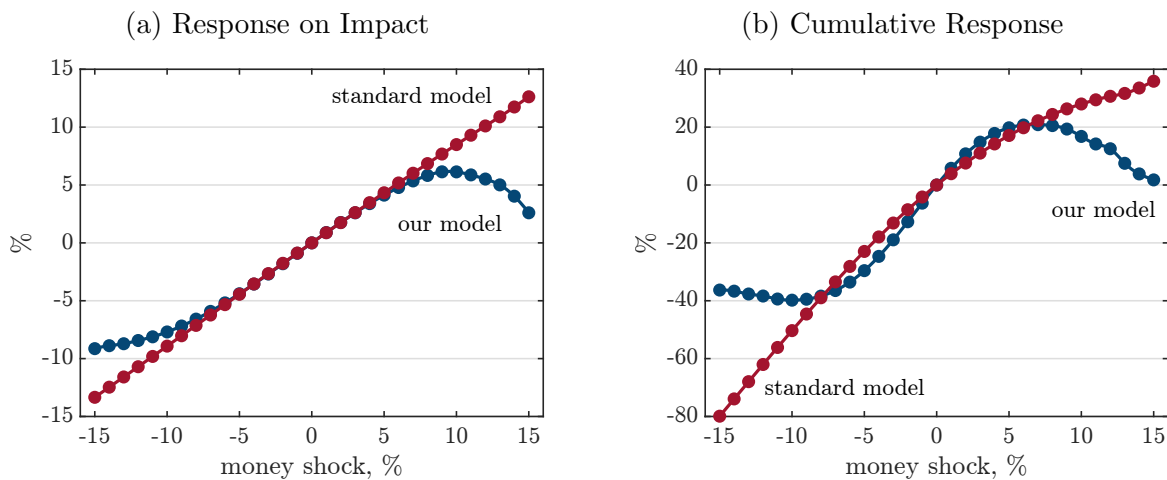 (a) Response on Impact
15
10
5
0
-5
-10
-15
%
standard model
our model
-15 -10 -5 0 5 10 15
money shock, %
(b) Cumulative Response
40
20
0
-20
-40
-60
-80
%
our model
standard model
-15 -10 -5 0 5 10 15
money shock, %